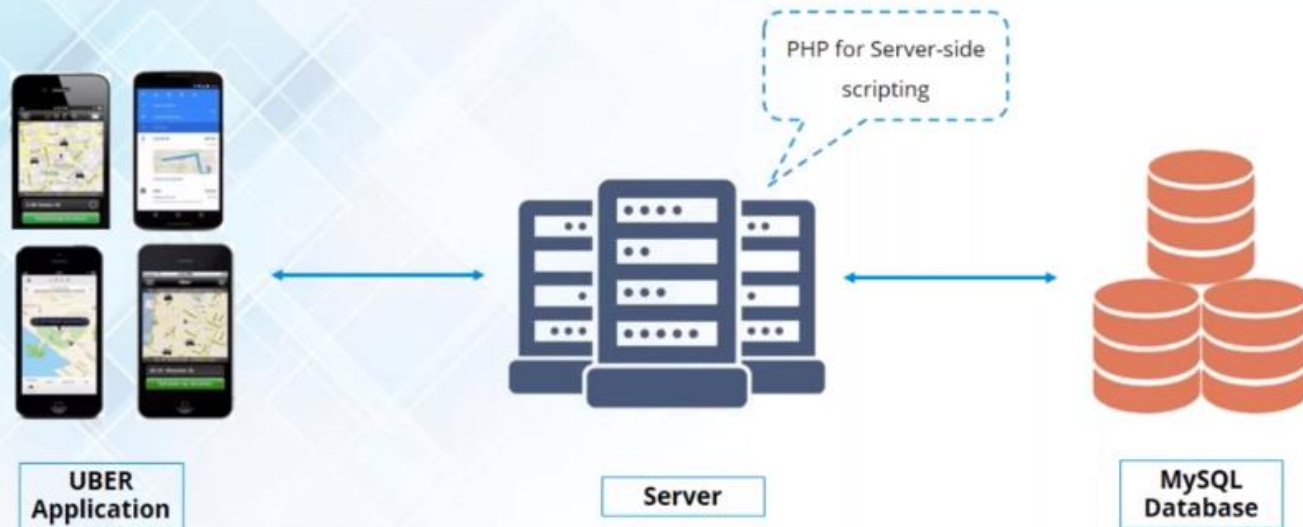 PHP for Server-side
scripting
UBER
Application
Server
MySQL
Database